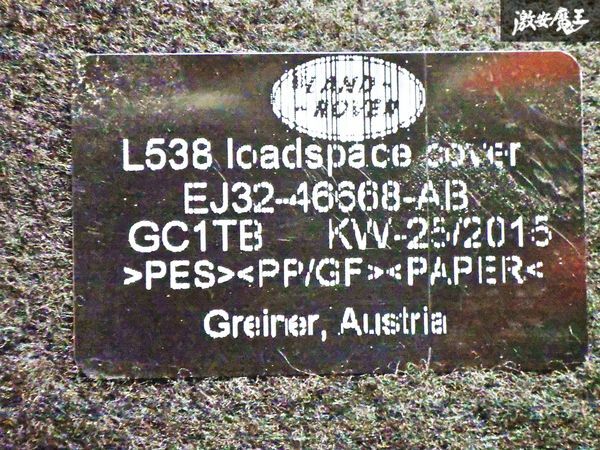 激安魔王
LAND-
-ROVER
L538 loadspace cover
EJ32-46668-AB
GC1TB KW-25/2015
>PES><PP/GF><PAPER<
Greiner, Austria